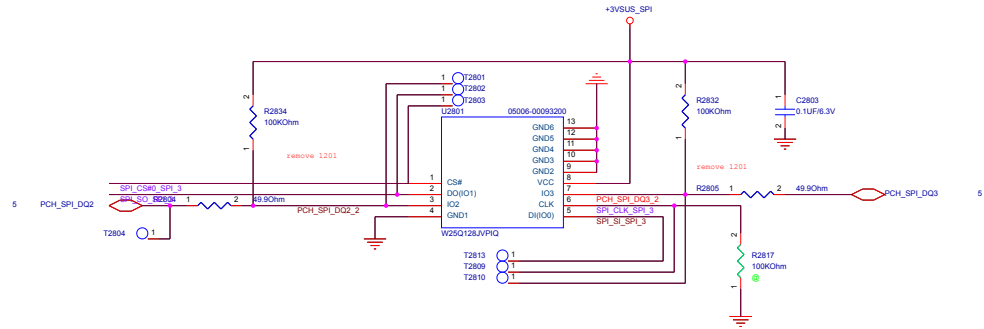 +3VSUS_SPI
1 T2801
1 T2802
1 T2803
U2801 05006-00093200
2
R2834
100KOhm
1
remove 1201
2
R2832
100KOhm
1
1
C2803
0.1UF/6.3V
2
remove 1201
GND6 13
GND5 12
GND4 11
GND3 10
GND2 9
1 CS# VCC 8
2 DO(IO1) IO3 7
3 IO2 CLK 6
4 GND1 DI(IO0) 5
W25Q128JVPIQ
SPI_CS#0_SPI_3
5 PCH_SPI_DQ2
1 2 49.9Ohm
PCH_SPI_DQ2_2
T2804 1
PCH_SPI_DQ3_2
SPI_CLK_SPI_3
SPI_SI_SPI_3
R2805 1 2 49.9Ohm
PCH_SPI_DQ3 5
T2813 1
T2809 1
T2810 1
2
R2817
100KOhm
@
1